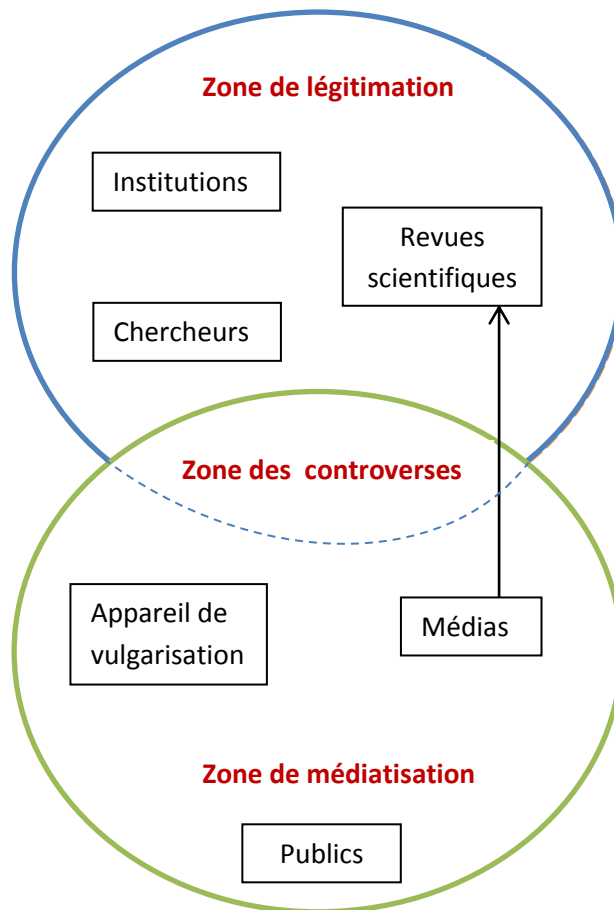 Zone de légitimation
Institutions
Revues
scientifiques
Chercheurs
Zone des controverses
Appareil de
vulgarisation
Médias
Zone de médiatisation
Publics